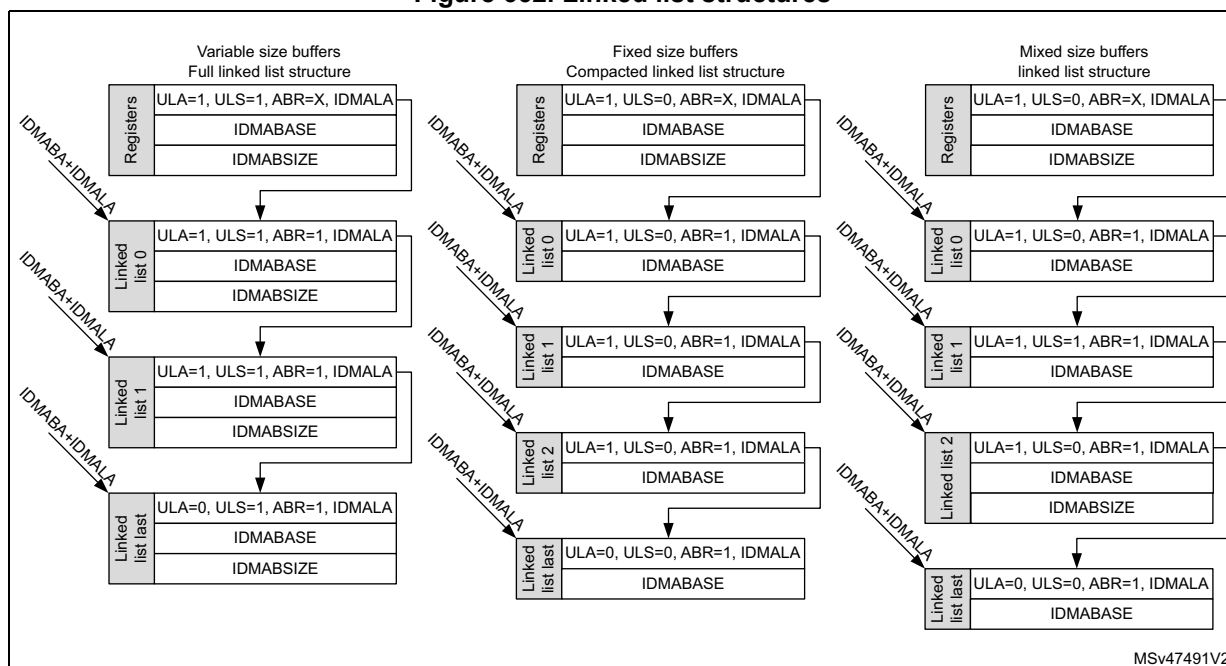 Figure 662. Linked list structures
Variable size buffers
Full linked list structure
Registers
ULA=1, ULS=1, ABR=X, IDMALA
IDMABASE
IDMABSIZE
IDMABA+IDMALA
Linked
list 0
ULA=1, ULS=1, ABR=1, IDMALA
IDMABASE
IDMABSIZE
IDMABA+IDMALA
Linked
list 1
ULA=1, ULS=1, ABR=1, IDMALA
IDMABASE
IDMABSIZE
IDMABA+IDMALA
Linked
list last
ULA=0, ULS=1, ABR=1, IDMALA
IDMABASE
IDMABSIZE
Fixed size buffers
Compacted linked list structure
Registers
ULA=1, ULS=0, ABR=X, IDMALA
IDMABASE
IDMABSIZE
IDMABA+IDMALA
Linked
list 0
ULA=1, ULS=0, ABR=1, IDMALA
IDMABASE
IDMABA+IDMALA
Linked
list 1
ULA=1, ULS=0, ABR=1, IDMALA
IDMABASE
IDMABA+IDMALA
Linked
list 2
ULA=1, ULS=0, ABR=1, IDMALA
IDMABASE
IDMABA+IDMALA
Linked
list last
ULA=0, ULS=0, ABR=1, IDMALA
IDMABASE
Mixed size buffers
linked list structure
Registers
ULA=1, ULS=0, ABR=X, IDMALA
IDMABASE
IDMABSIZE
IDMABA+IDMALA
Linked
list 0
ULA=1, ULS=0, ABR=1, IDMALA
IDMABASE
IDMABA+IDMALA
Linked
list 1
ULA=1, ULS=1, ABR=1, IDMALA
IDMABASE
IDMABA+IDMALA
Linked list 2
ULA=1, ULS=0, ABR=1, IDMALA
IDMABASE
IDMABSIZE
IDMABA+IDMALA
Linked
list last
ULA=0, ULS=0, ABR=1, IDMALA
IDMABASE
MSv47491V2